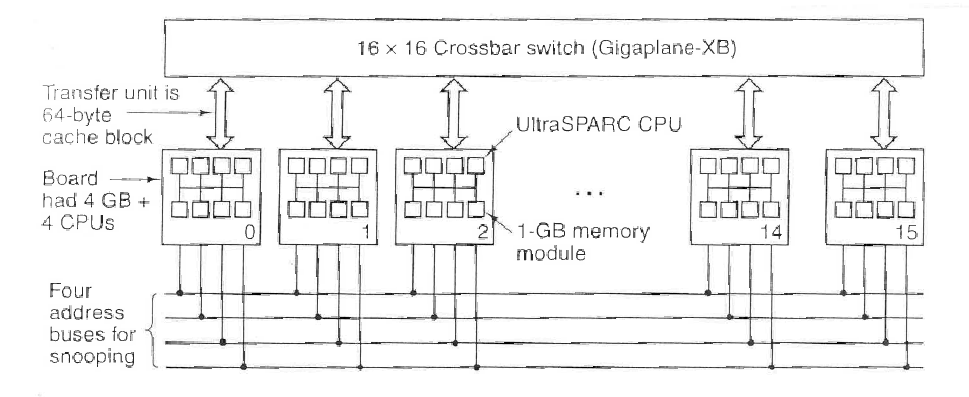 16 × 16 Crossbar switch (Gigaplane-XB)
Transfer unit is
64-byte
cache block
UltraSPARC CPU
Board
had 4 GB +
4 CPUs
...
0
1
2
14
15
1-GB memory
module
Four
address
buses for
snooping